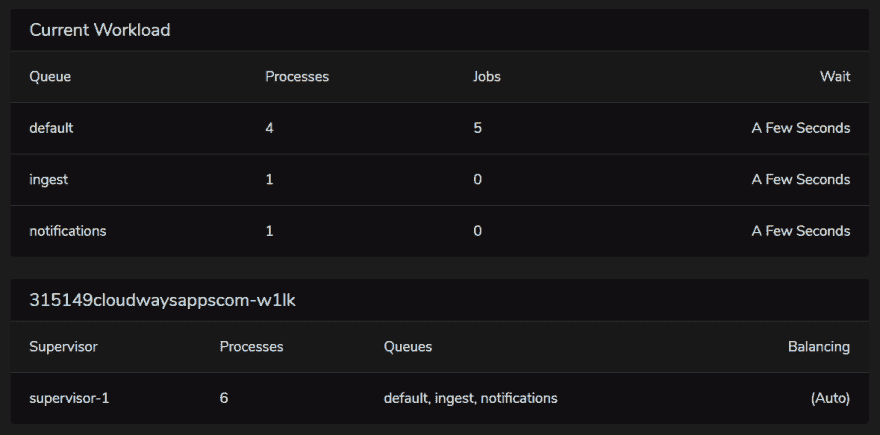 Current Workload
Queue Processes Jobs Wait
default 4 5 A Few Seconds
ingest 1 0 A Few Seconds
notifications 1 0 A Few Seconds
315149cloudwaysappscom-w1lk
Supervisor Processes Queues Balancing
supervisor-1 6 default, ingest, notifications (Auto)